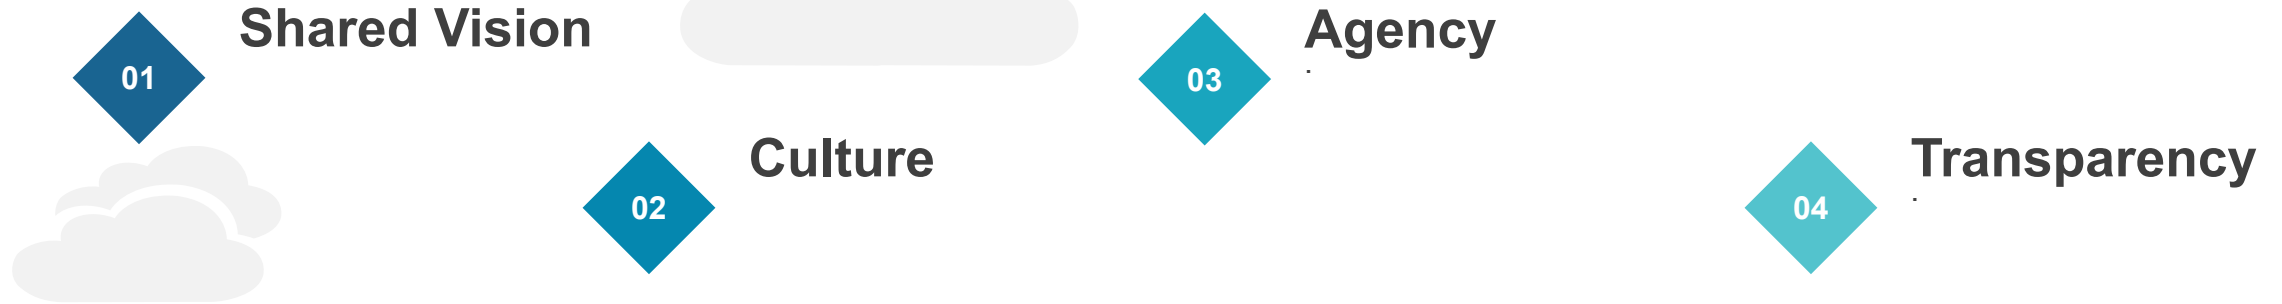 01
Shared Vision
02
Culture
03
Agency
.
04
Transparency
.